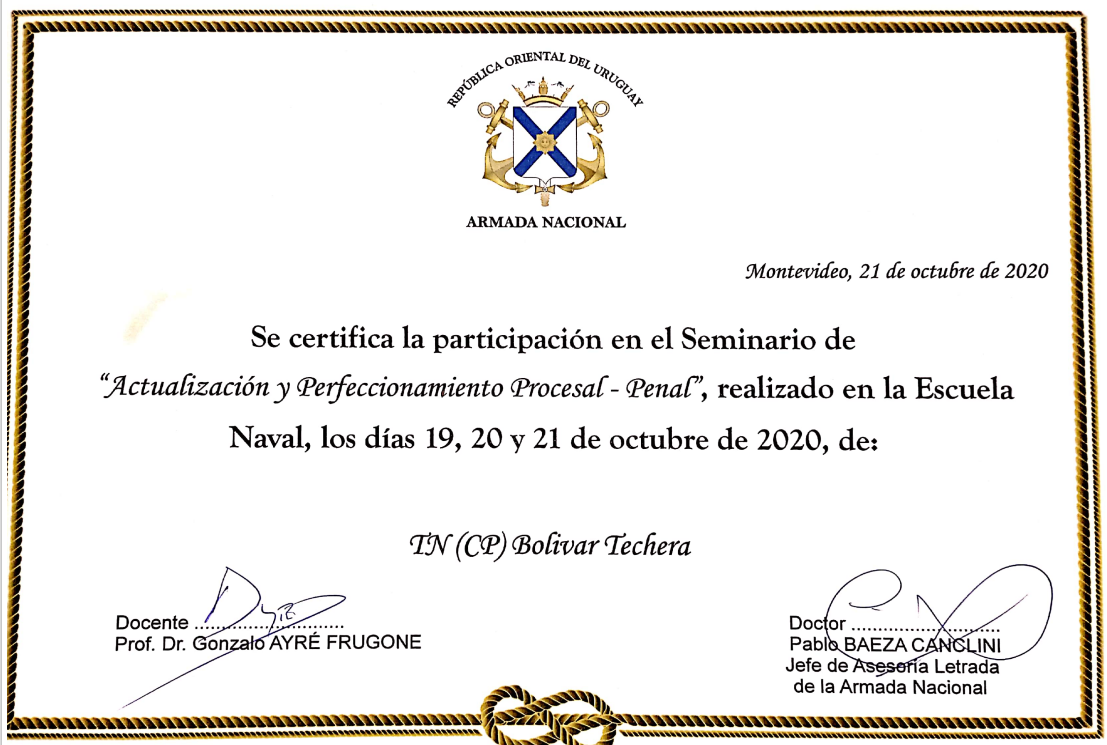 REPÚBLICA ORIENTAL DEL URUGUAY
ARMADA NACIONAL
Montevideo, 21 de octubre de 2020
Se certifica la participación en el Seminario de
“Actualización y Perfeccionamiento Procesal - Penal”, realizado en la Escuela
Naval, los días 19, 20 y 21 de octubre de 2020, de:
TN (CP) Bolivar Techera
Docente ..........................
Prof. Dr. Gonzalo AYRÉ FRUGONE
Doctor ..........................
Pablo BAEZA CANCLINI
Jefe de Asesoría Letrada
de la Armada Nacional